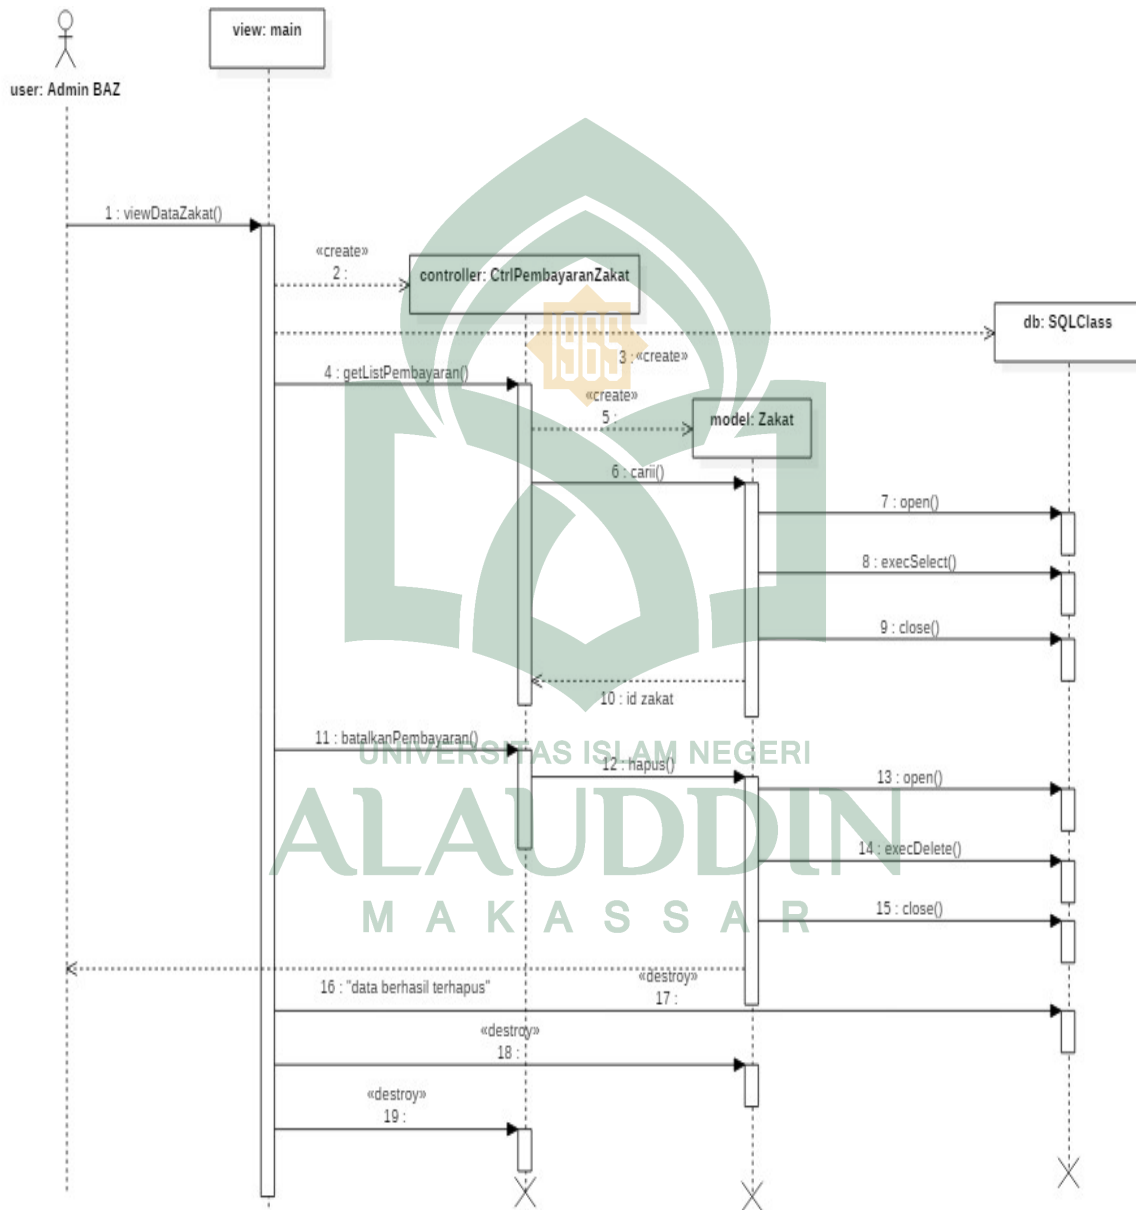 view: main
user: Admin BAZ
1 : viewDataZakat()
«create»
2 :
controller: CtrlPembayaranZakat
db: SQLClass
1965
3 : «create»
4 : getListPembayaran()
«create»
5 :
model: Zakat
6 : carii()
7 : open()
8 : execSelect()
9 : close()
10 : id zakat
11 : batalkanPembayaran()
UNIVERSITAS ISLAM NEGERI
12 : hapus()
13 : open()
ALAUDDIN
14 : execDelete()
MAKASSAR
15 : close()
16 : "data berhasil terhapus"
«destroy»
17 :
«destroy»
18 :
«destroy»
19 :